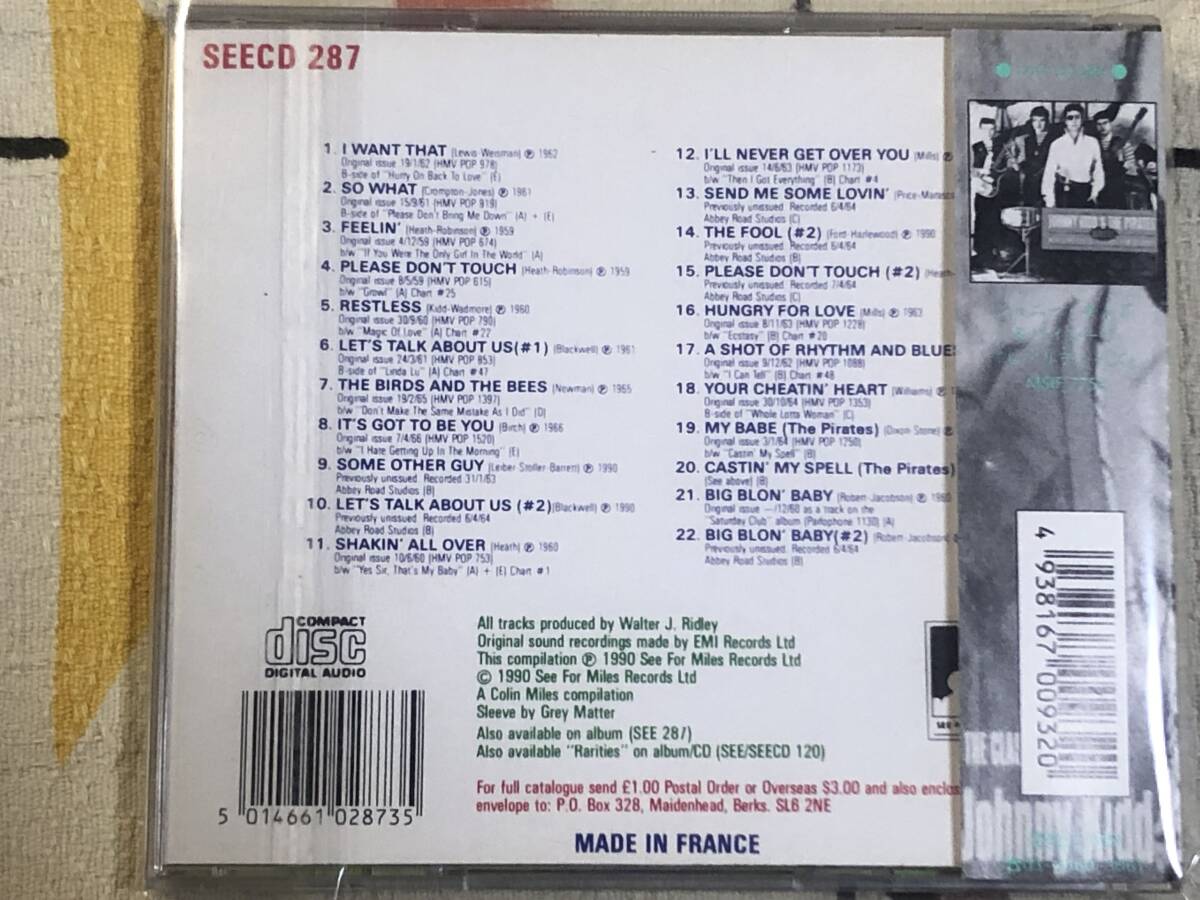 SEECD 287
1. I WANT THAT (Lewis-Weisman) ℗ 1962
Original issue 19/1/62 (HMV POP 978)
B-side of "Hurry On Back To Love" (E)
2. SO WHAT (Crompton-Jones) ℗ 1961
Original issue 15/9/61 (HMV POP 919)
B-side of "Please Don't Bring Me Down" (A) + (E)
3. FEELIN' (Heath-Robinson) ℗ 1959
Original issue 4/12/59 (HMV POP 674)
b/w "If You Were The Only Girl In The World" (A)
4. PLEASE DON'T TOUCH (Heath-Robinson) ℗ 1959
Original issue 8/5/59 (HMV POP 615)
b/w "Growl" (A) Chart #25
5. RESTLESS (Kidd-Wadmore) ℗ 1960
Original issue 30/9/60 (HMV POP 790)
b/w "Magic Of Love" (A) Chart #22
6. LET'S TALK ABOUT US(#1) (Blackwell) ℗ 1961
Original issue 24/3/61 (HMV POP 853)
B-side of "Linda Lu" (A) Chart #47
7. THE BIRDS AND THE BEES (Newman) ℗ 1965
Original issue 19/2/65 (HMV POP 1397)
b/w "Don't Make The Same Mistake As I Did" (D)
8. IT'S GOT TO BE YOU (Birch) ℗ 1966
Original issue 7/4/66 (HMV POP 1520)
b/w "I Hate Getting Up In The Morning" (E)
9. SOME OTHER GUY (Leiber-Stoller-Barrett) ℗ 1990
Previously unissued. Recorded 31/1/63
Abbey Road Studios (B)
10. LET'S TALK ABOUT US (#2)(Blackwell) ℗ 1990
Previously unissued. Recorded 6/4/64
Abbey Road Studios (B)
11. SHAKIN' ALL OVER (Heath) ℗ 1960
Original issue 10/6/60 (HMV POP 753)
b/w "Yes Sir, That's My Baby" (A) + (E) Chart #1
12. I'LL NEVER GET OVER YOU (Mills) ℗
Original issue 14/6/63 (HMV POP 1173)
b/w "Then I Got Everything" (B) Chart #4
13. SEND ME SOME LOVIN' (Price-
Previously unissued. Recorded 6/4/64
Abbey Road Studios (C)
14. THE FOOL (#2) (Ford-Hazlewood) ℗ 1990
Previously unissued. Recorded 6/4/64
Abbey Road Studios (B)
15. PLEASE DON'T TOUCH (#2) (Heath-
Previously unissued. Recorded 7/4/64
Abbey Road Studios (C)
16. HUNGRY FOR LOVE (Mills) ℗ 1963
Original issue 8/11/63 (HMV POP 1228)
b/w "Ecstasy" (B) Chart #20
17. A SHOT OF RHYTHM AND BLUE
Original issue 9/12/62 (HMV POP 1088)
b/w "I Can Tell" (B) Chart #48
18. YOUR CHEATIN' HEART (Williams) ℗
Original issue 30/10/64 (HMV POP 1353)
B-side of "Whole Lotta Woman" (C)
19. MY BABE (The Pirates) (Dixon-Stone) ℗
Original issue 3/1/64 (HMV POP 1250)
b/w "Castin' My Spell" (B)
20. CASTIN' MY SPELL (The Pirates)
(See above) (B)
21. BIG BLON' BABY (Robert-Jacobson) ℗ 1960
Original issue —/12/60 as a track on the
"Saturday Club" album (Parlophone 1130) (A)
22. BIG BLON' BABY(#2) (Robert-Jacobson)
Previously unissued. Recorded 6/4/64
Abbey Road Studios (B)
COMPACT
disc
DIGITAL AUDIO
All tracks produced by Walter J. Ridley
Original sound recordings made by EMI Records Ltd
This compilation ℗ 1990 See For Miles Records Ltd
© 1990 See For Miles Records Ltd
A Colin Miles compilation
Sleeve by Grey Matter
Also available on album (SEE 287)
Also available "Rarities" on album/CD (SEE/SEECD 120)
For full catalogue send £1.00 Postal Order or Overseas $3.00 and also enclos
envelope to: P.O. Box 328, Maidenhead, Berks. SL6 2NE
MADE IN FRANCE
5 014661 028735
4 938167 009320
Johnny Kidd